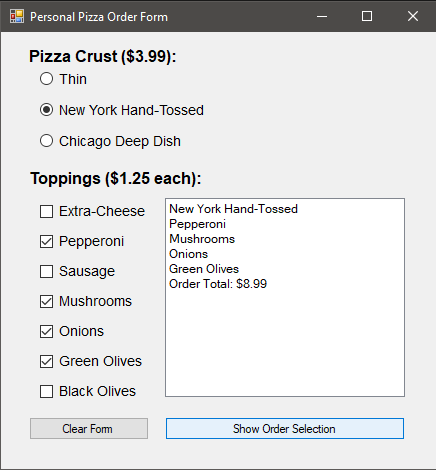 Personal Pizza Order Form
Pizza Crust ($3.99):
Thin
New York Hand-Tossed
Chicago Deep Dish
Toppings ($1.25 each):
Extra-Cheese
Pepperoni
Sausage
Mushrooms
Onions
Green Olives
Black Olives
New York Hand-Tossed
Pepperoni
Mushrooms
Onions
Green Olives
Order Total: $8.99
Clear Form
Show Order Selection